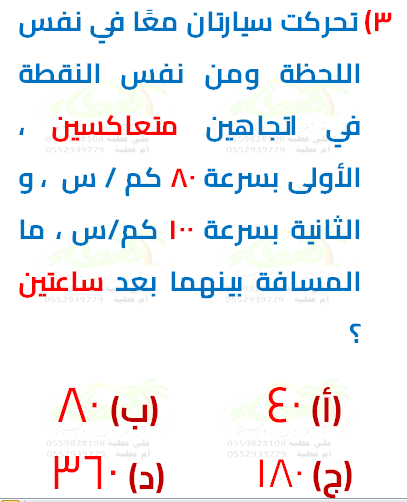 ٣) تحركت سيارتان معًا في نفس
اللحظة ومن نفس النقطة
في اتجاهين متعاكسين ،
الأولى بسرعة ٨٠ كم / س ، و
الثانية بسرعة ١٠٠ كم/س ، ما
المسافة بينهما بعد ساعتين
؟
(أ) ٤٠ (ب) ٨٠
(ج) ١٨٠ (د) ٣٦٠